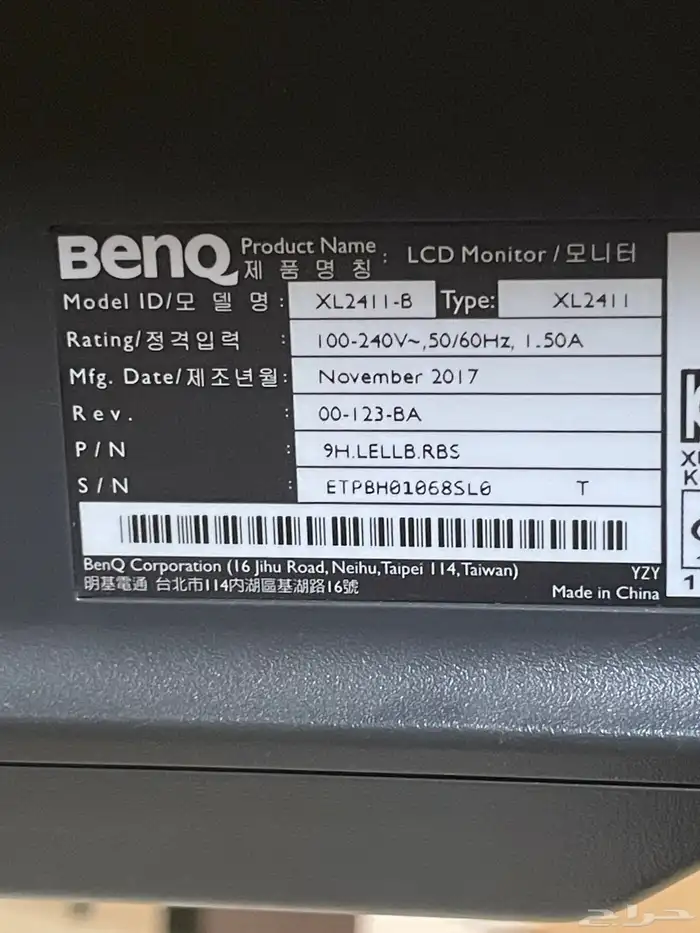 BenQ Product Name : LCD Monitor / 모니터
제 품 명 칭
Model ID/모 델 명 : XL2411-B Type: XL2411
Rating/정격입력 : 100-240V~,50/60Hz, 1.50A
Mfg. Date/제조년월: November 2017
Rev. : 00-123-BA
P/N : 9H.LELLB.RBS
S/N : ETPBH01068SL0 T
BenQ Corporation (16 Jihu Road, Neihu,Taipei 114,Taiwan) YZY
明基電通 台北市114內湖區基湖路16號 Made in China
حراج